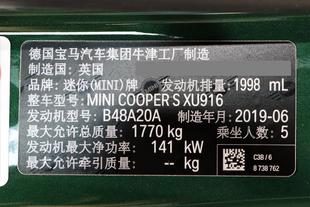 德国宝马汽车集团牛津工厂制造
制造国：英国
品牌：迷你(MINI)牌 发动机排量：1998 mL
整车型号：MINI COOPER S XU916
发动机型号：B48A20A 制造年月：2019-06
最大允许总质量：1770 kg 乘坐人数：5
发动机最大净功率：141 kW
最大允许牵引质量：-- kg
C3B / 6
8 738 762